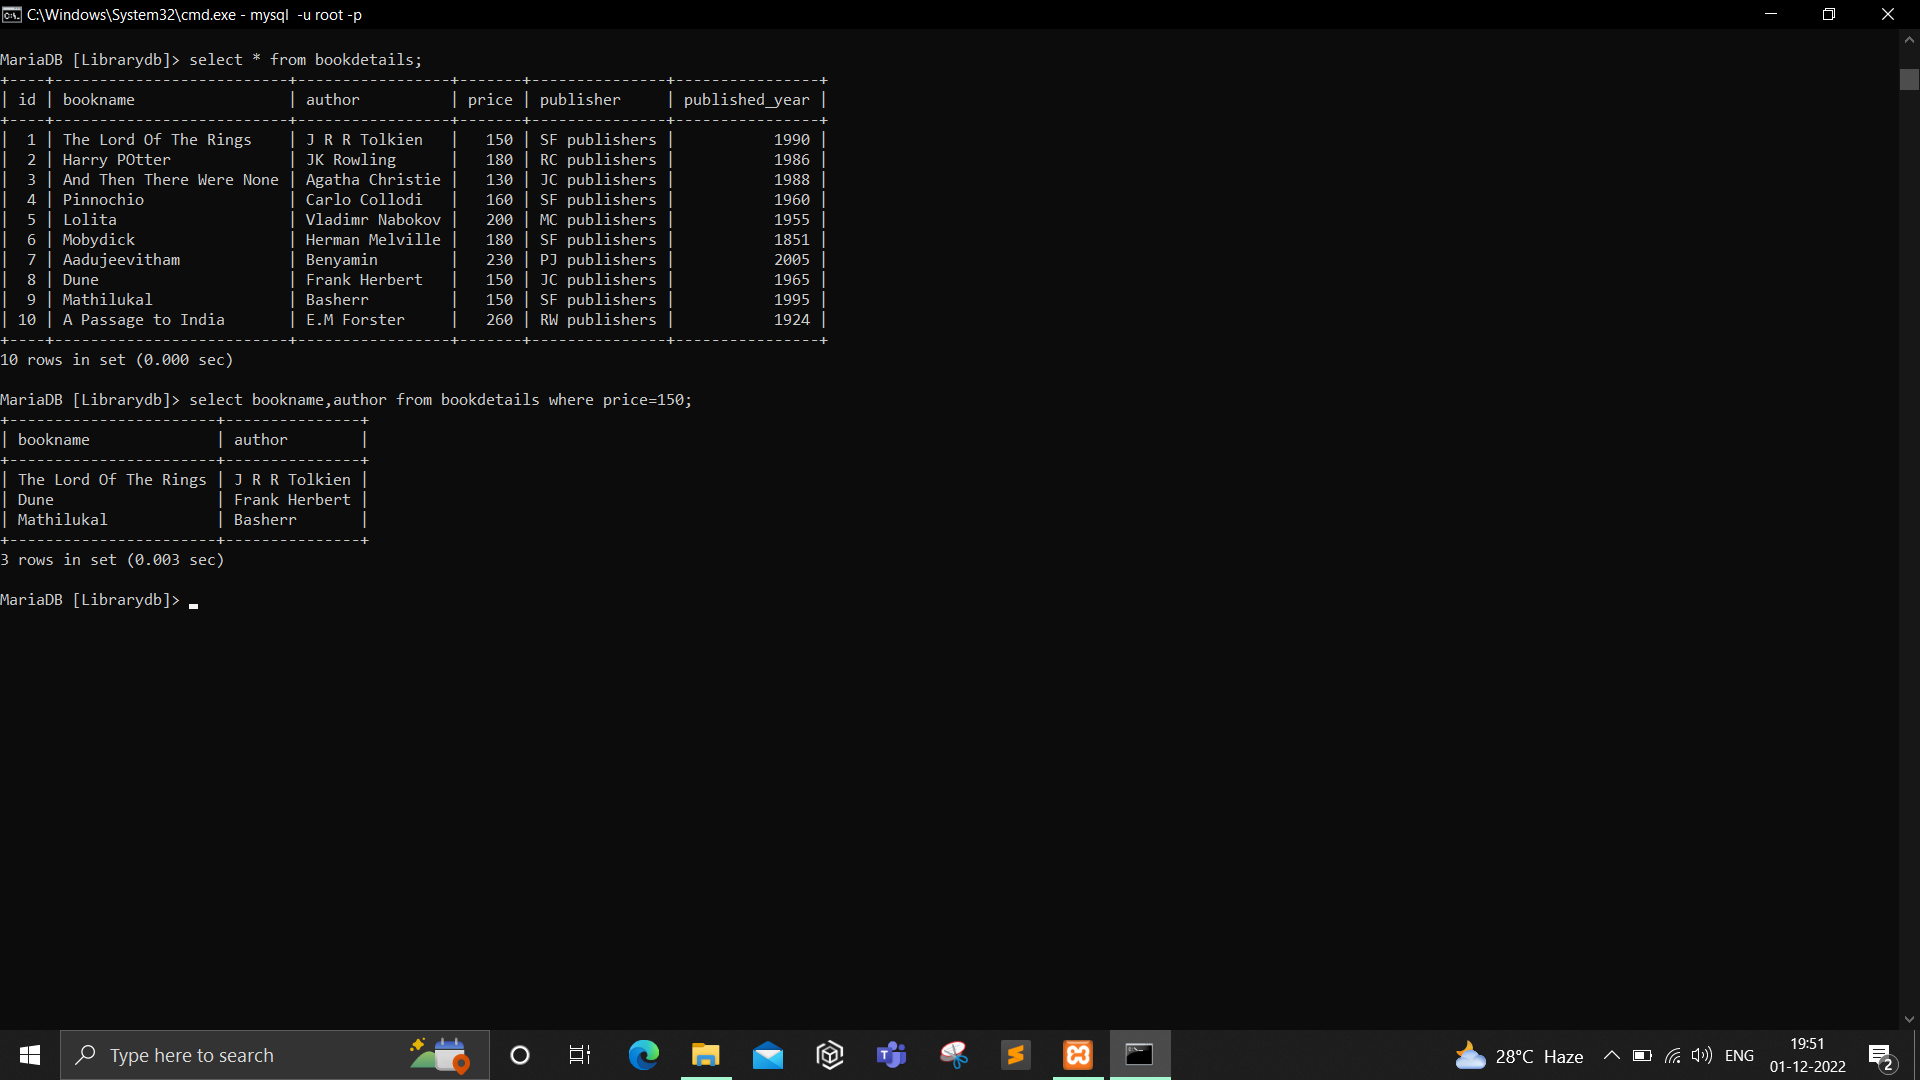 C:\Windows\System32\cmd.exe - mysql  -u root -p
MariaDB [Librarydb]> select * from bookdetails;
+----+--------------------------+-----------------+-------+---------------+----------------+
| id | bookname                 | author          | price | publisher     | published_year |
+----+--------------------------+-----------------+-------+---------------+----------------+
|  1 | The Lord Of The Rings    | J R R Tolkien   |   150 | SF publishers |           1990 |
|  2 | Harry POtter             | JK Rowling      |   180 | RC publishers |           1986 |
|  3 | And Then There Were None | Agatha Christie |   130 | JC publishers |           1988 |
|  4 | Pinnochio                | Carlo Collodi   |   160 | SF publishers |           1960 |
|  5 | Lolita                   | Vladimr Nabokov |   200 | MC publishers |           1955 |
|  6 | Mobydick                 | Herman Melville |   180 | SF publishers |           1851 |
|  7 | Aadujeevitham            | Benyamin        |   230 | PJ publishers |           2005 |
|  8 | Dune                     | Frank Herbert   |   150 | JC publishers |           1965 |
|  9 | Mathilukal               | Basherr         |   150 | SF publishers |           1995 |
| 10 | A Passage to India       | E.M Forster     |   260 | RW publishers |           1924 |
+----+--------------------------+-----------------+-------+---------------+----------------+
10 rows in set (0.000 sec)
MariaDB [Librarydb]> select bookname,author from bookdetails where price=150;
+-----------------------+---------------+
| bookname              | author        |
+-----------------------+---------------+
| The Lord Of The Rings | J R R Tolkien |
| Dune                  | Frank Herbert |
| Mathilukal            | Basherr       |
+-----------------------+---------------+
3 rows in set (0.003 sec)
MariaDB [Librarydb]>
Type here to search
28°C Haze
ENG
19:51
01-12-2022
2